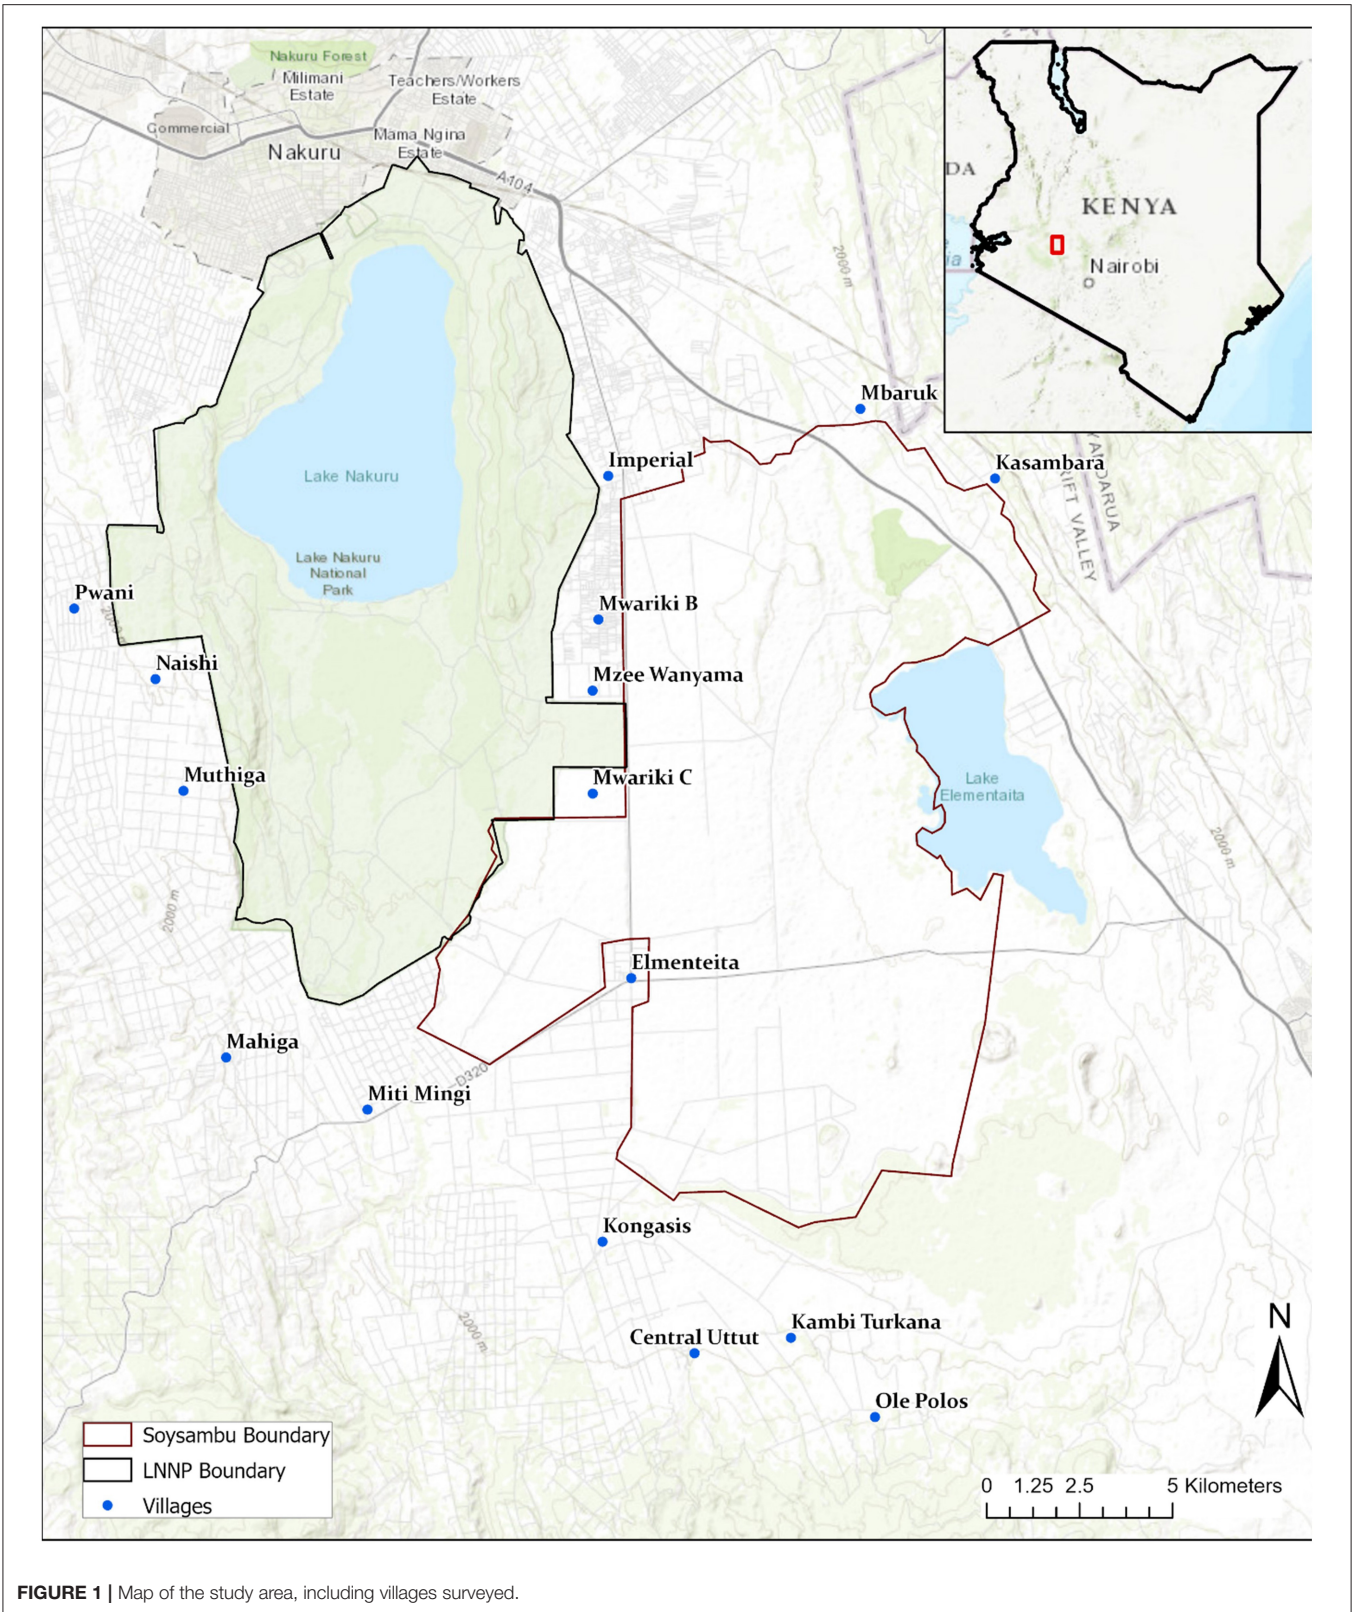 Nakuru Forest
Milimani
Estate
Teachers/Workers
Estate
Commercial
Mama Ngina
Estate
Nakuru
A104
2000 m
DA
KENYA
ia
Nairobi
Mbaruk
Imperial
Kasambara
YANDARUA
RIFT VALLEY
Lake Nakuru
Lake Nakuru
National
Park
Pwani
2000
Mwariki B
Naishi
Mzee Wanyama
Muthiga
Mwariki C
Lake
Elementaita
2000 m
2000 m
Elmenteita
Mahiga
Miti Mingi
D320
Kongasis
2000 m
Central Uttut
Kambi Turkana
Ole Polos
N
Soysambu Boundary
LNNP Boundary
Villages
0 1.25 2.5 5 Kilometers
FIGURE 1 | Map of the study area, including villages surveyed.